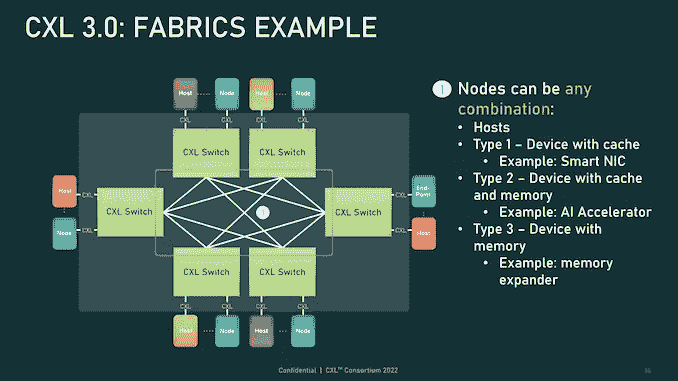 CXL 3.0: FABRICS EXAMPLE
Host
Node
Host
Node
CXL
CXL
CXL
CXL
CXL Switch
CXL Switch
Host
CXL
CXL Switch
Node
CXL
1
CXL Switch
CXL
End-
Point
CXL
Host
CXL Switch
CXL Switch
CXL
CXL
CXL
CXL
Host
Node
Host
Node
1 Nodes can be any
combination:
• Hosts
• Type 1 – Device with cache
• Example: Smart NIC
• Type 2 – Device with cache
and memory
• Example: AI Accelerator
• Type 3 – Device with
memory
• Example: memory
expander
Confidential | CXL™ Consortium 2022